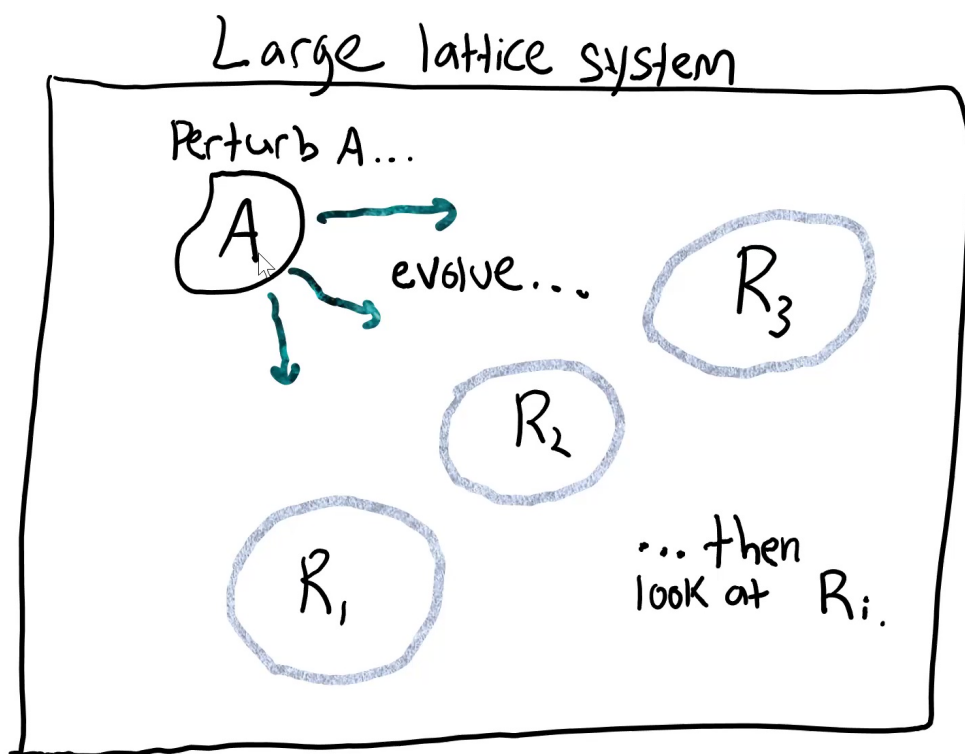 Large lattice system
Perturb A...
A
evolve...
R3
R2
R1
... then
look at Ri.